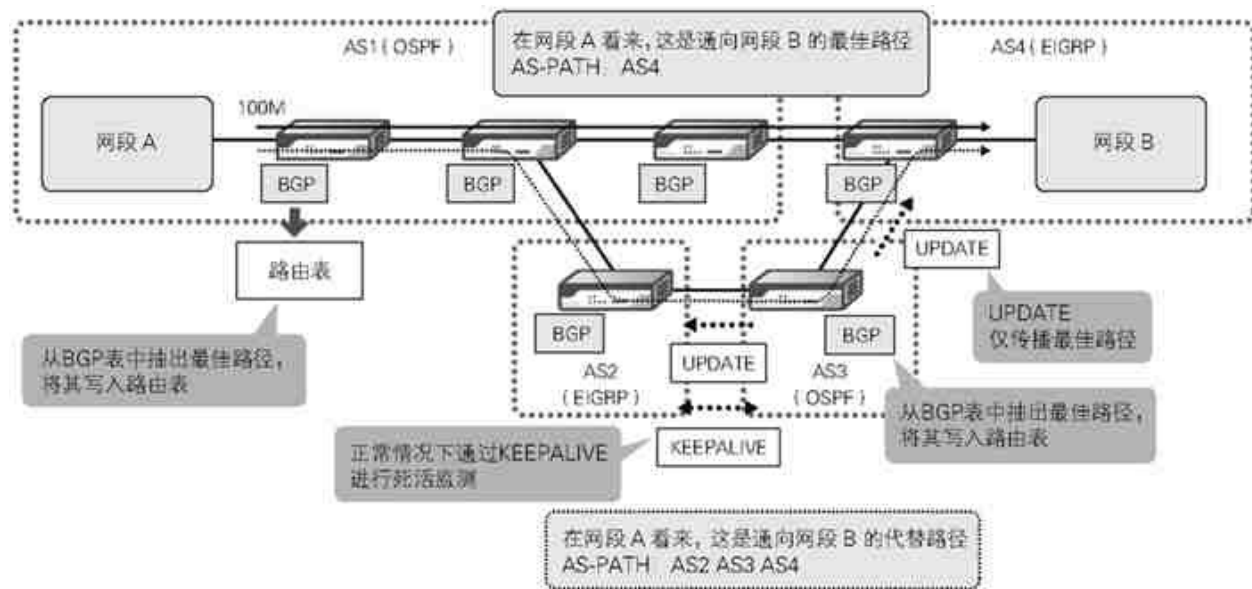 AS1(OSPF)
在网段 A 看来,这是通向网段 B 的最佳路径
AS-PATH: AS4
AS4(EIGRP)
网段 A
100M
网段 B
BGP
BGP
BGP
BGP
路由表
UPDATE
从BGP表中抽出最佳路径,
将其写入路由表
UPDATE
仅传播最佳路径
BGP
BGP
UPDATE
AS2
(EIGRP)
AS3
(OSPF)
从BGP表中抽出最佳路径,
将其写入路由表
正常情况下通过KEEPALIVE
进行死活监测
KEEPALIVE
在网段 A 看来, 这是通向网段 B 的代替路径
AS-PATH AS2 AS3 AS4